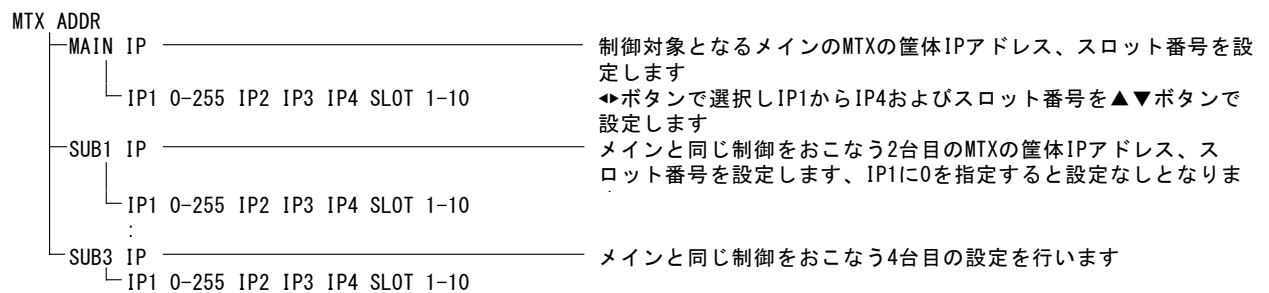 MTX ADDR
MAIN IP 制御対象となるメインのMTXの筐体IPアドレス、スロット番号を設
定します
IP1 0-255 IP2 IP3 IP4 SLOT 1-10 ◂▸ボタンで選択しIP1からIP4およびスロット番号を▲▼ボタンで
設定します
SUB1 IP メインと同じ制御をおこなう2台目のMTXの筐体IPアドレス、ス
ロット番号を設定します、IP1に0を指定すると設定なしとなりま
IP1 0-255 IP2 IP3 IP4 SLOT 1-10
:
SUB3 IP メインと同じ制御をおこなう4台目の設定を行います
IP1 0-255 IP2 IP3 IP4 SLOT 1-10